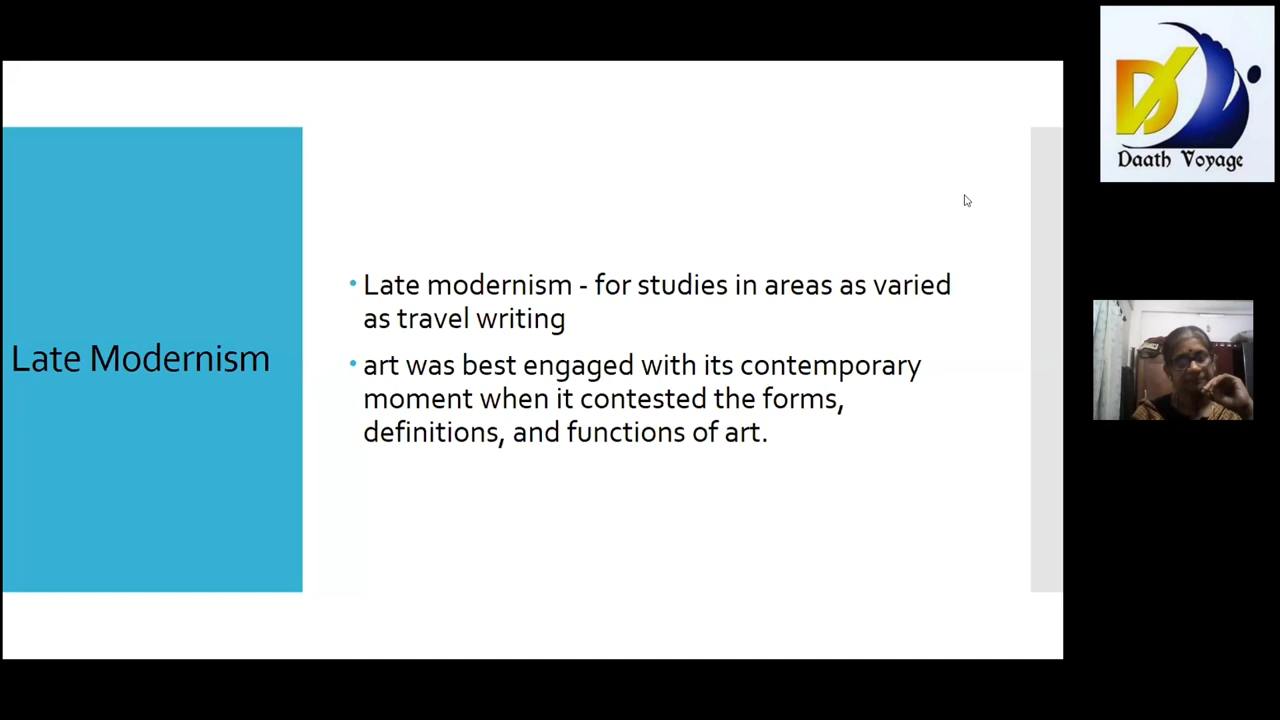 Late Modernism
• Late modernism - for studies in areas as varied
as travel writing
• art was best engaged with its contemporary
moment when it contested the forms,
definitions, and functions of art.
Daath Voyage